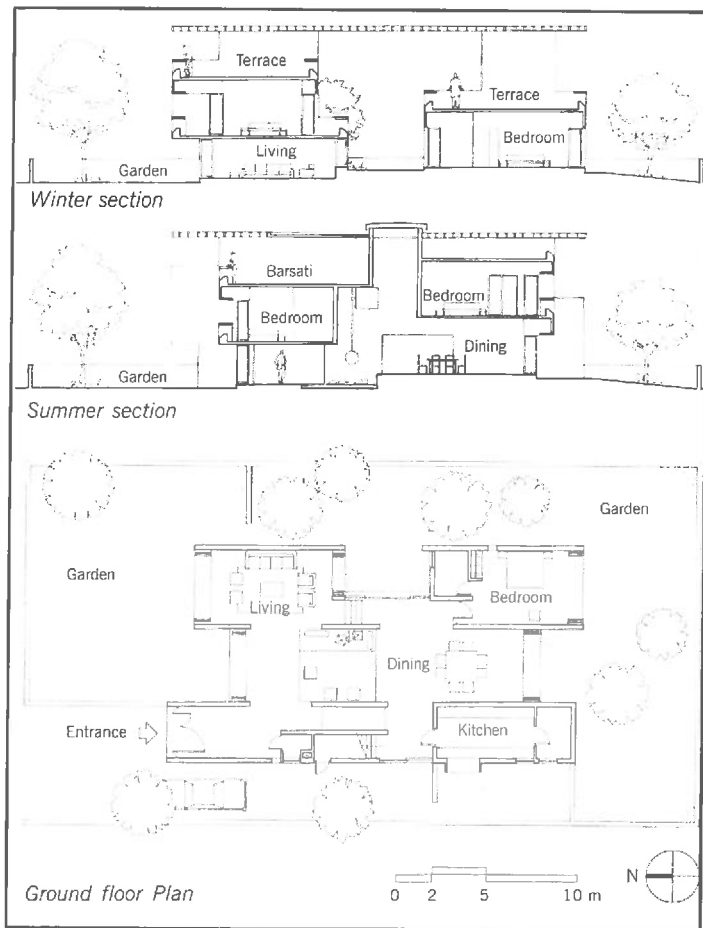 Terrace
Terrace
Bedroom
Living
Garden
Winter section
Barsati
Bedroom
Bedroom
Dining
Garden
Summer section
Garden
Garden
Bedroom
Living
Dining
Entrance
Kitchen
Ground floor Plan
0 2 5 10 m
N